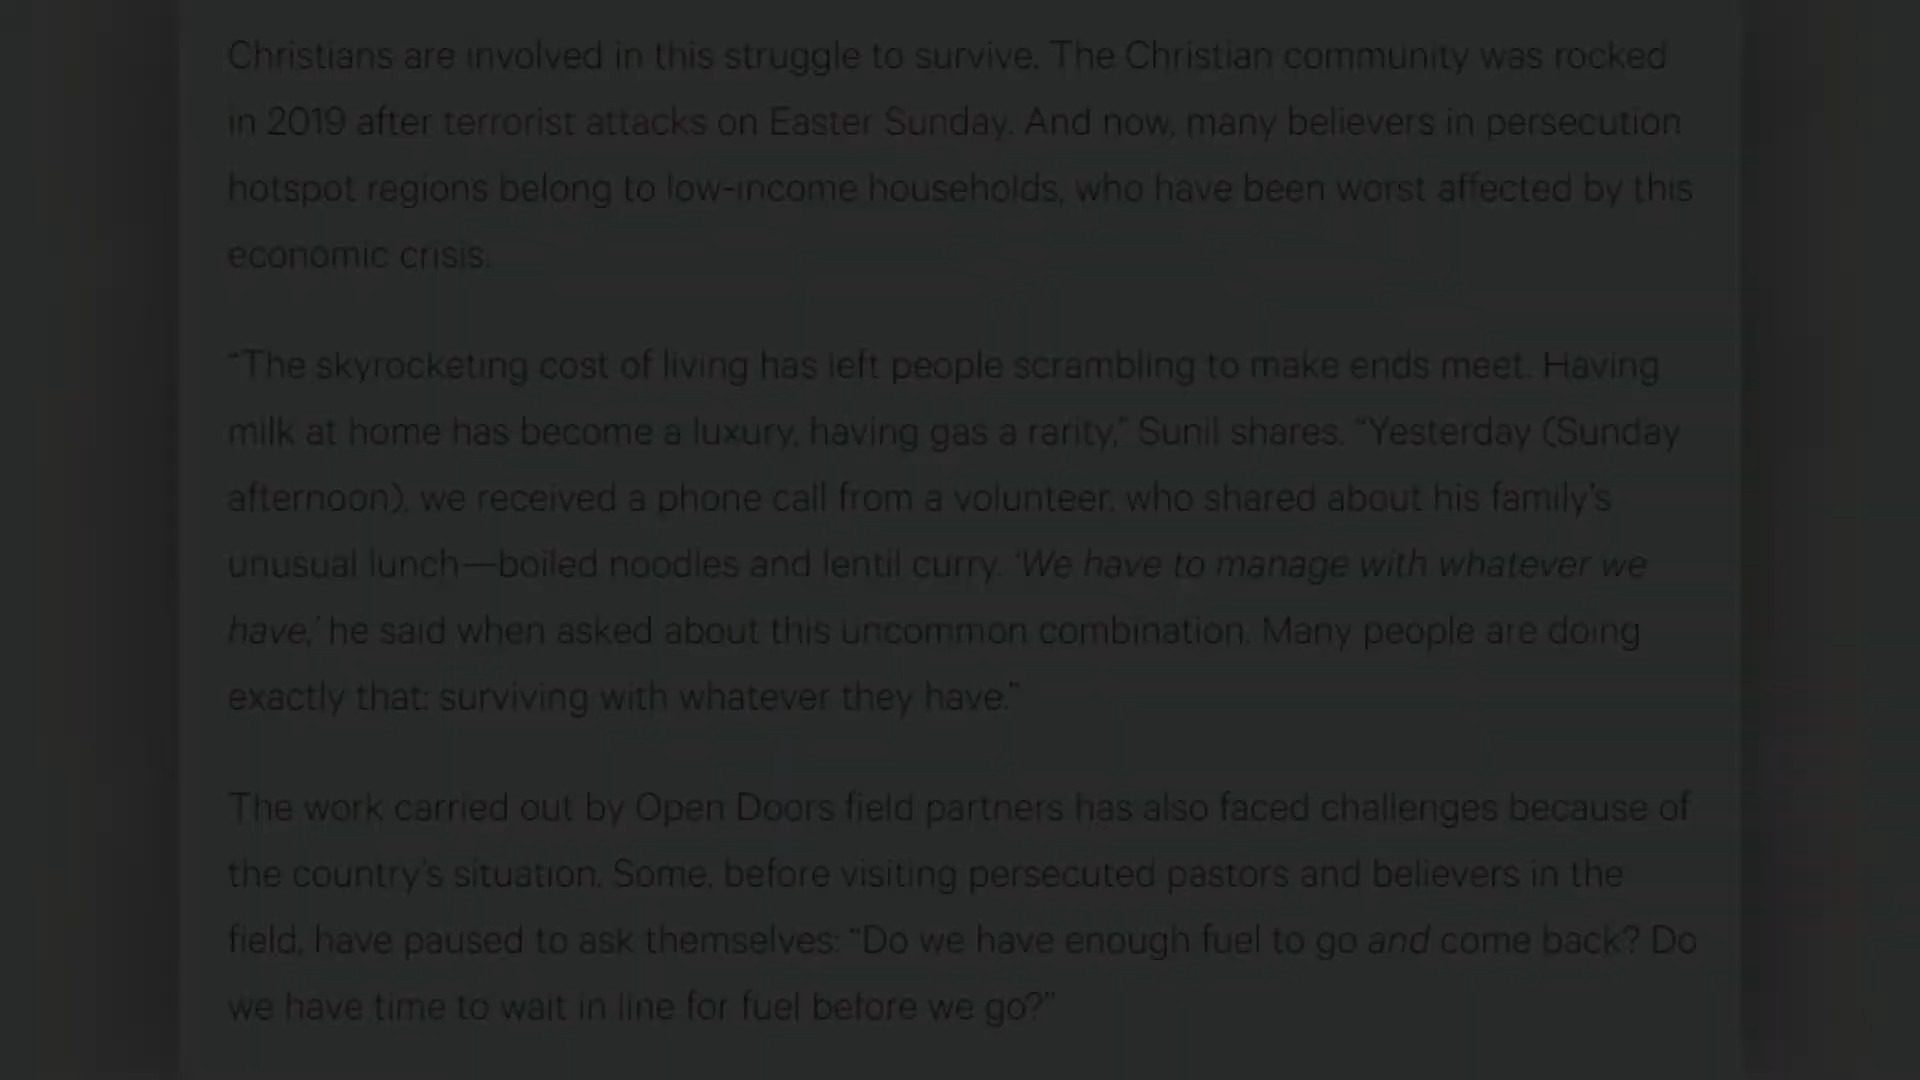 Christians are involved in this struggle to survive. The Christian community was rocked
in 2019 after terrorist attacks on Easter Sunday. And now, many believers in persecution
hotspot regions belong to low-income households, who have been worst affected by this
economic crisis.
“The skyrocketing cost of living has left people scrambling to make ends meet. Having
milk at home has become a luxury, having gas a rarity,” Sunil shares. “Yesterday (Sunday
afternoon), we received a phone call from a volunteer, who shared about his family’s
unusual lunch—boiled noodles and lentil curry. ‘We have to manage with whatever we
have,’ he said when asked about this uncommon combination. Many people are doing
exactly that: surviving with whatever they have.”
The work carried out by Open Doors field partners has also faced challenges because of
the country’s situation. Some, before visiting persecuted pastors and believers in the
field, have paused to ask themselves: “Do we have enough fuel to go and come back? Do
we have time to wait in line for fuel before we go?”